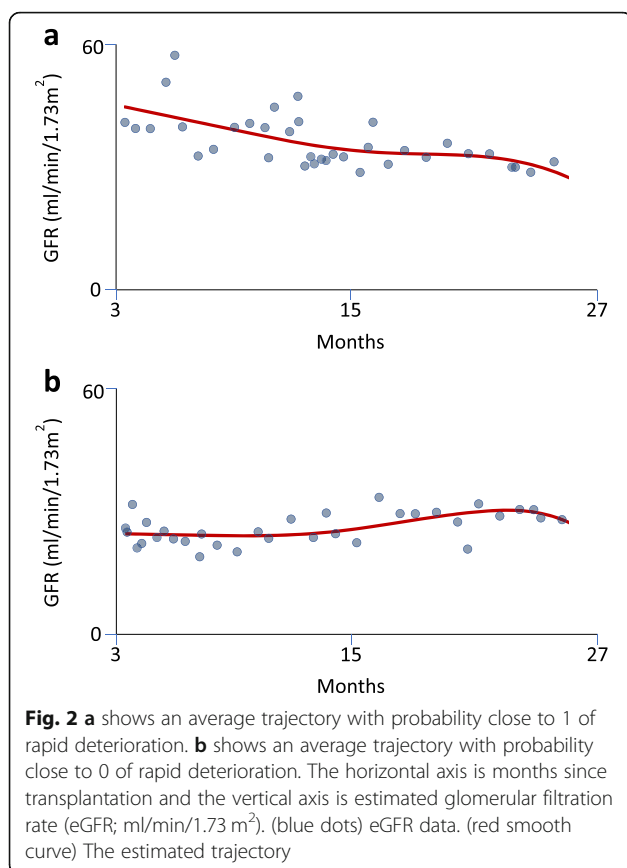 a
60
GFR (ml/min/1.73m²)
0
3 15 27
Months
b
60
GFR (ml/min/1.73m²)
0
3 15 27
Months
Fig. 2 a shows an average trajectory with probability close to 1 of
rapid deterioration. b shows an average trajectory with probability
close to 0 of rapid deterioration. The horizontal axis is months since
transplantation and the vertical axis is estimated glomerular filtration
rate (eGFR; ml/min/1.73 m²). (blue dots) eGFR data. (red smooth
curve) The estimated trajectory